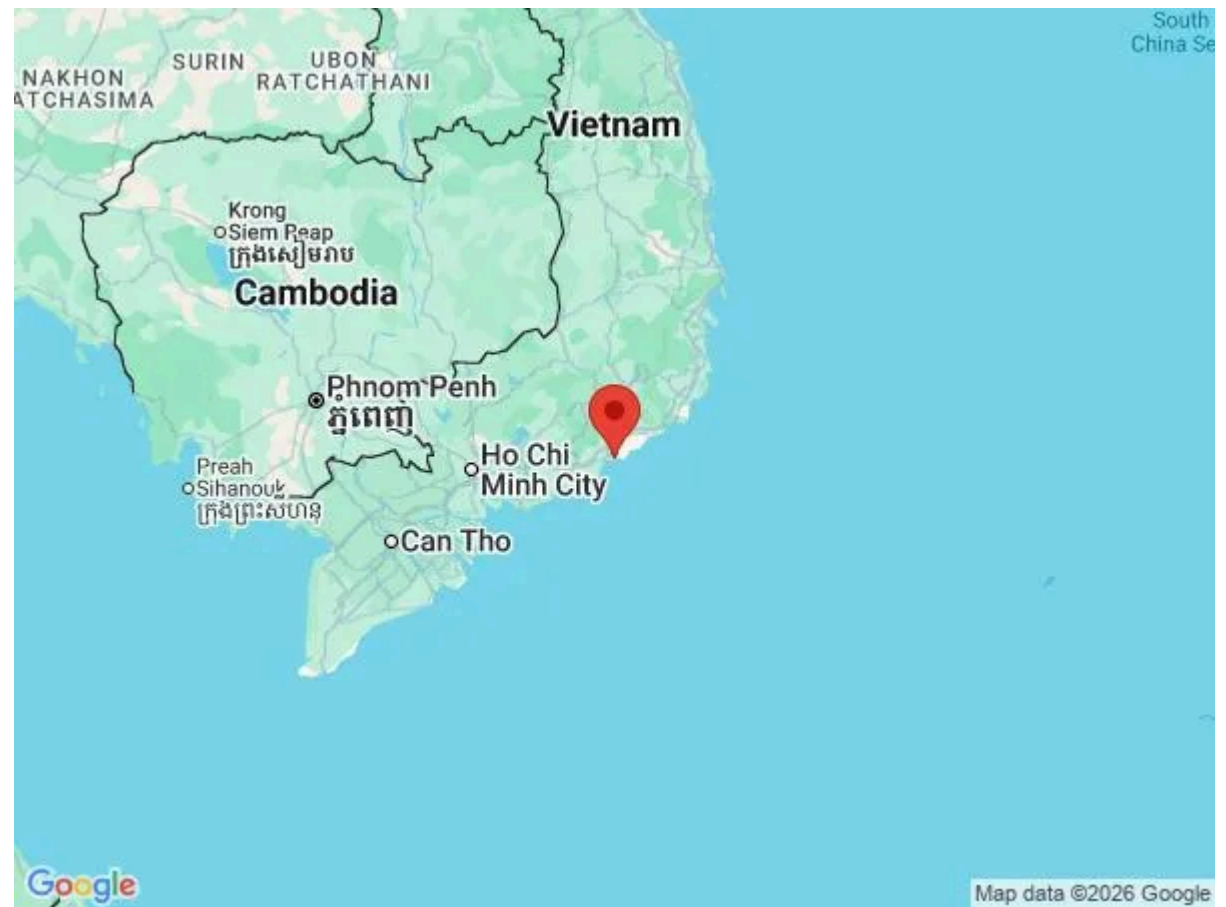 South
China Se
SURIN
UBON
RATCHATHANI
NAKHON
ATCHASIMA
Vietnam
Krong
Siem Reap
ក្រុងសៀមរាប
Cambodia
Phnom Penh
ភ្នំពេញ
Ho Chi
Minh City
Preah
Sihanouk
ក្រុងព្រះសីហនុ
Can Tho
Google
Map data ©2026 Google